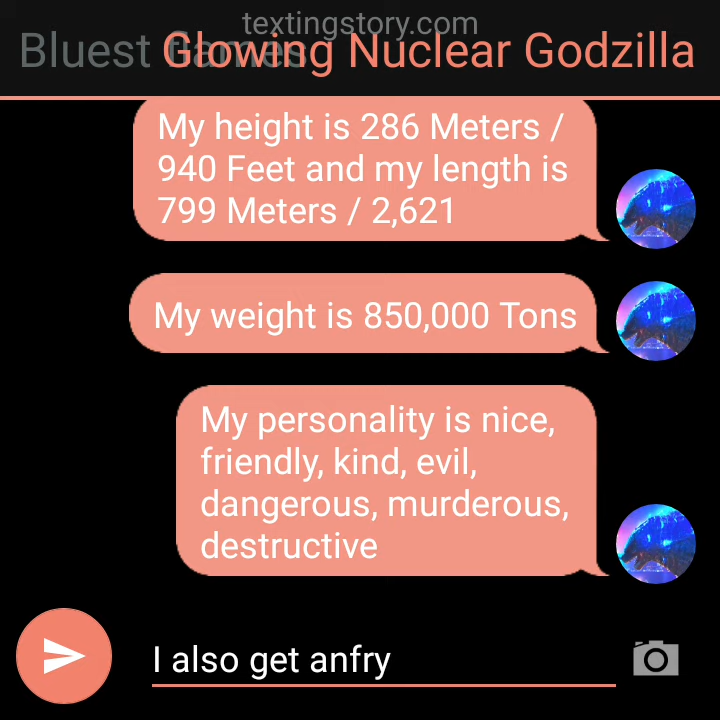 textingstory.com
Bluest flames
Glowing Nuclear Godzilla
My height is 286 Meters /
940 Feet and my length is
799 Meters / 2,621
My weight is 850,000 Tons
My personality is nice,
friendly, kind, evil,
dangerous, murderous,
destructive
I also get anfry